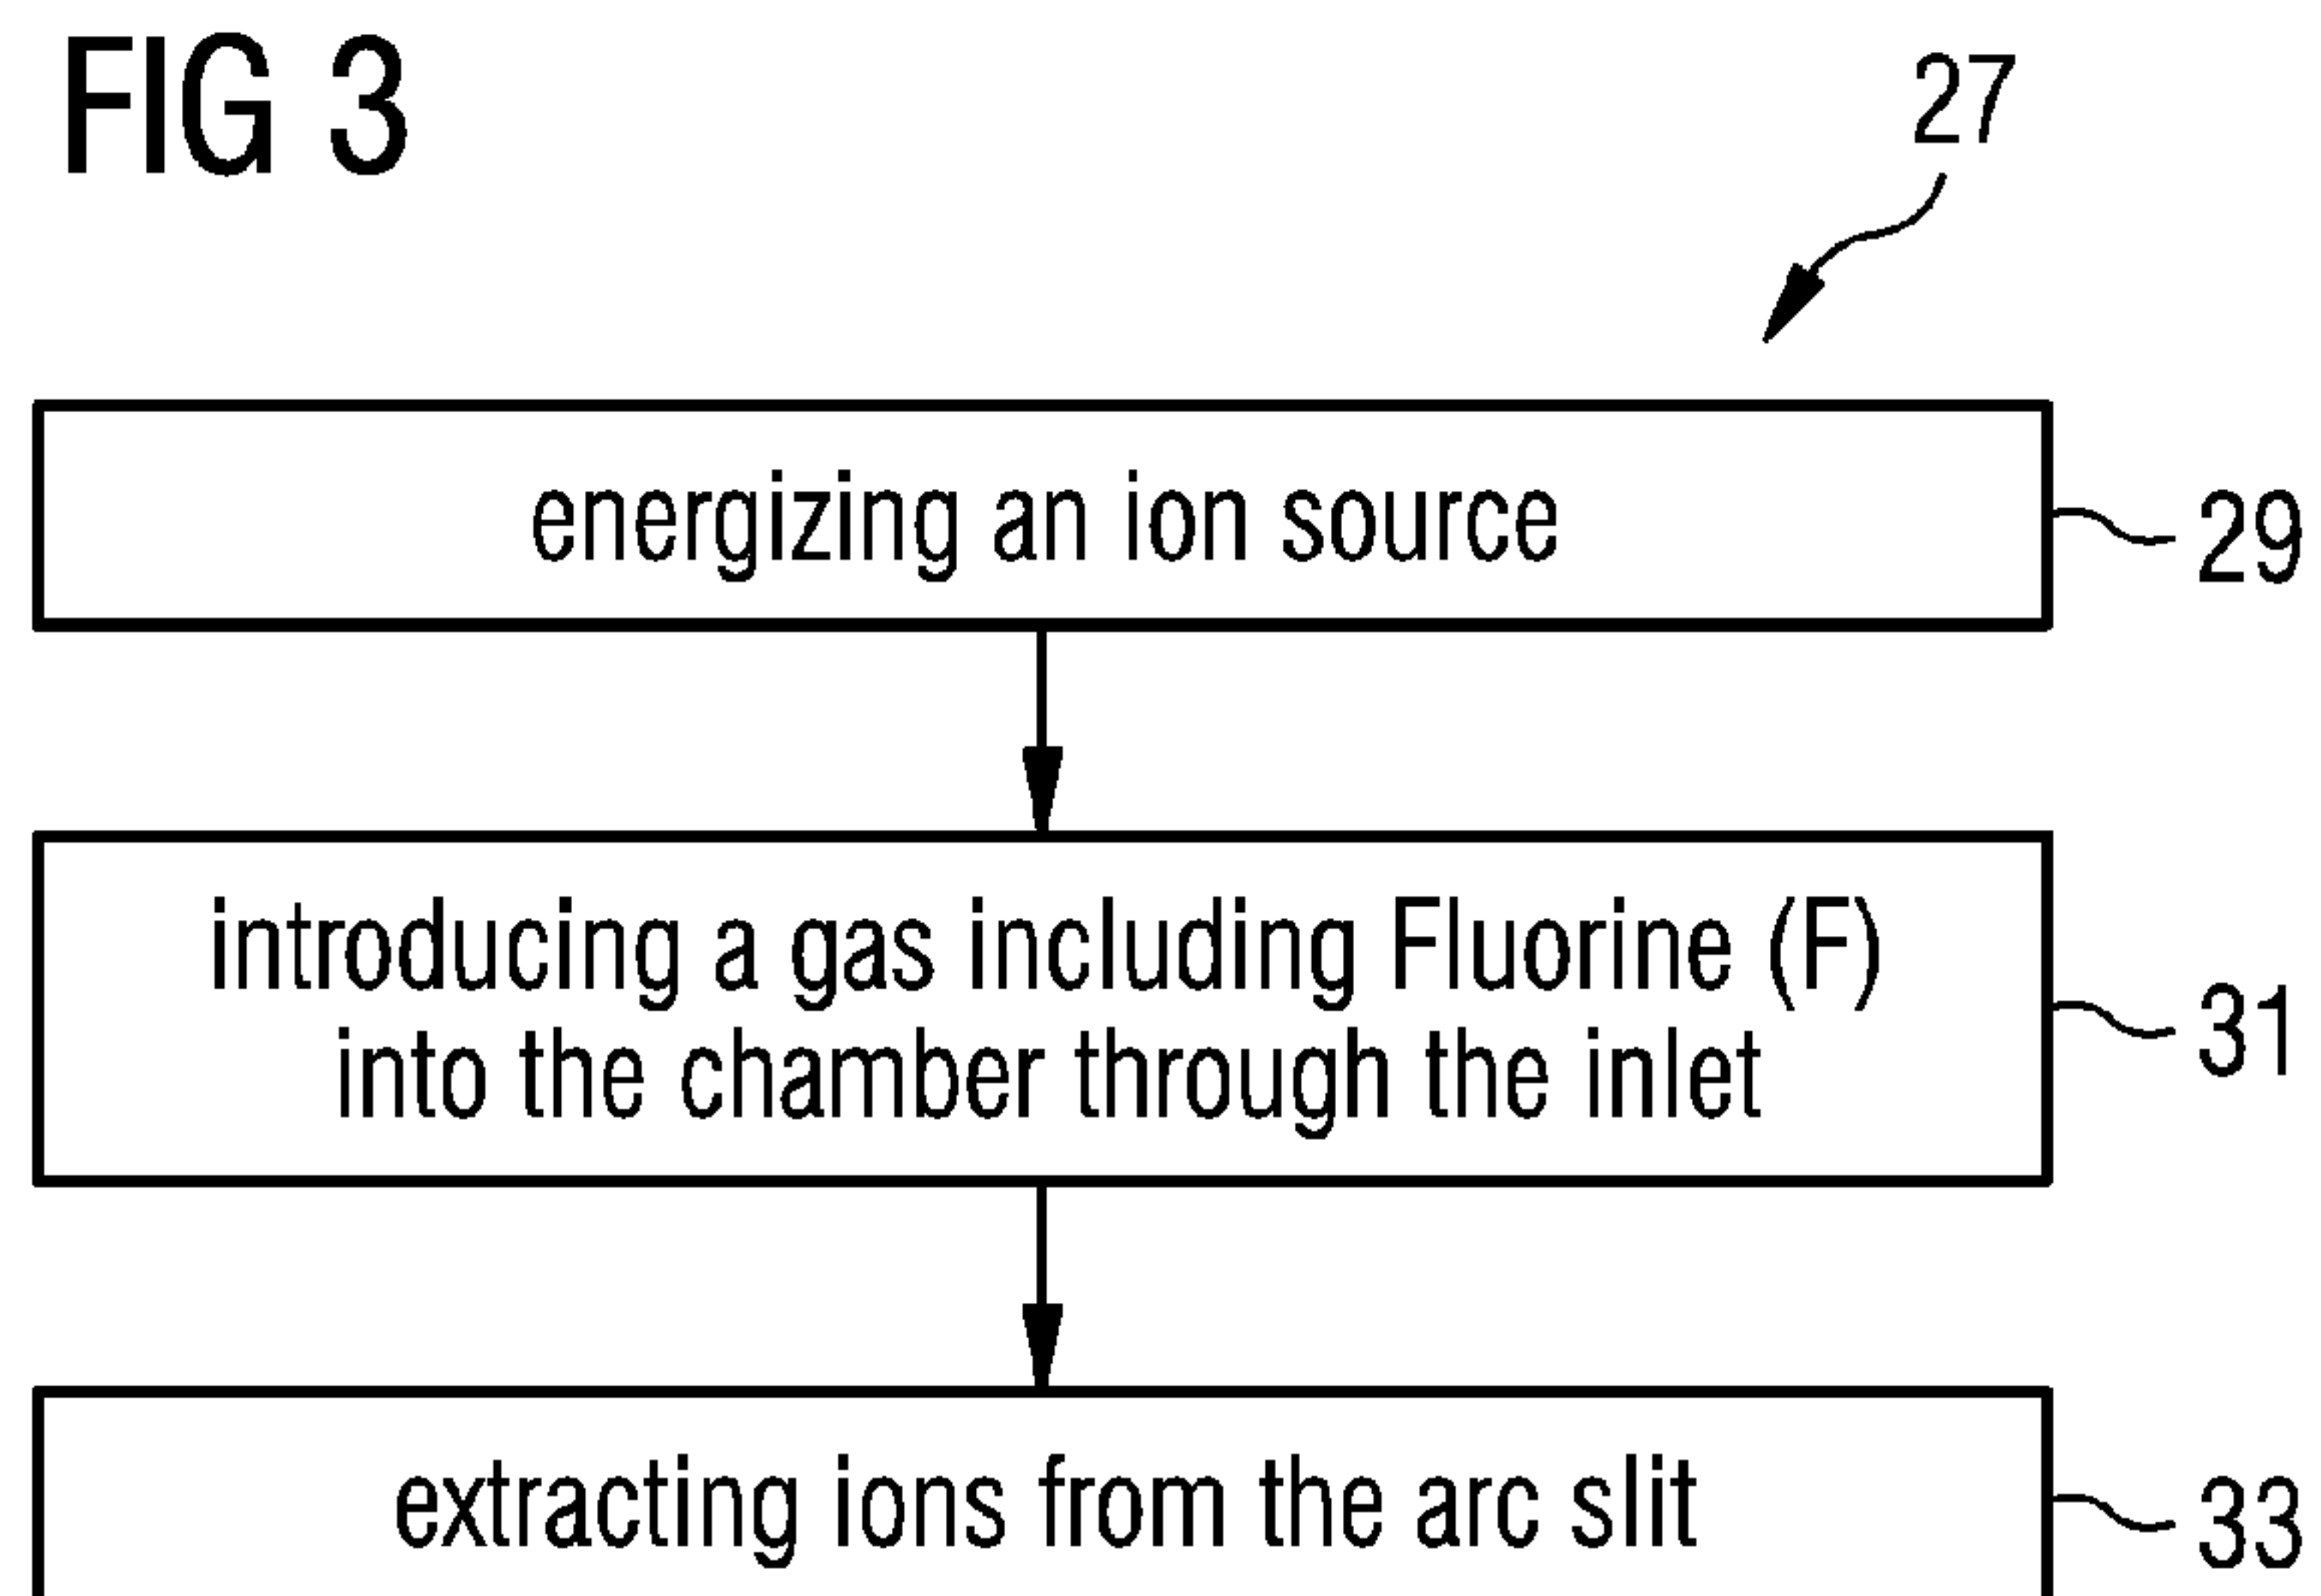 FIG 3
27
energizing an ion source
29
introducing a gas including Fluorine (F)
into the chamber through the inlet
31
extracting ions from the arc slit
33